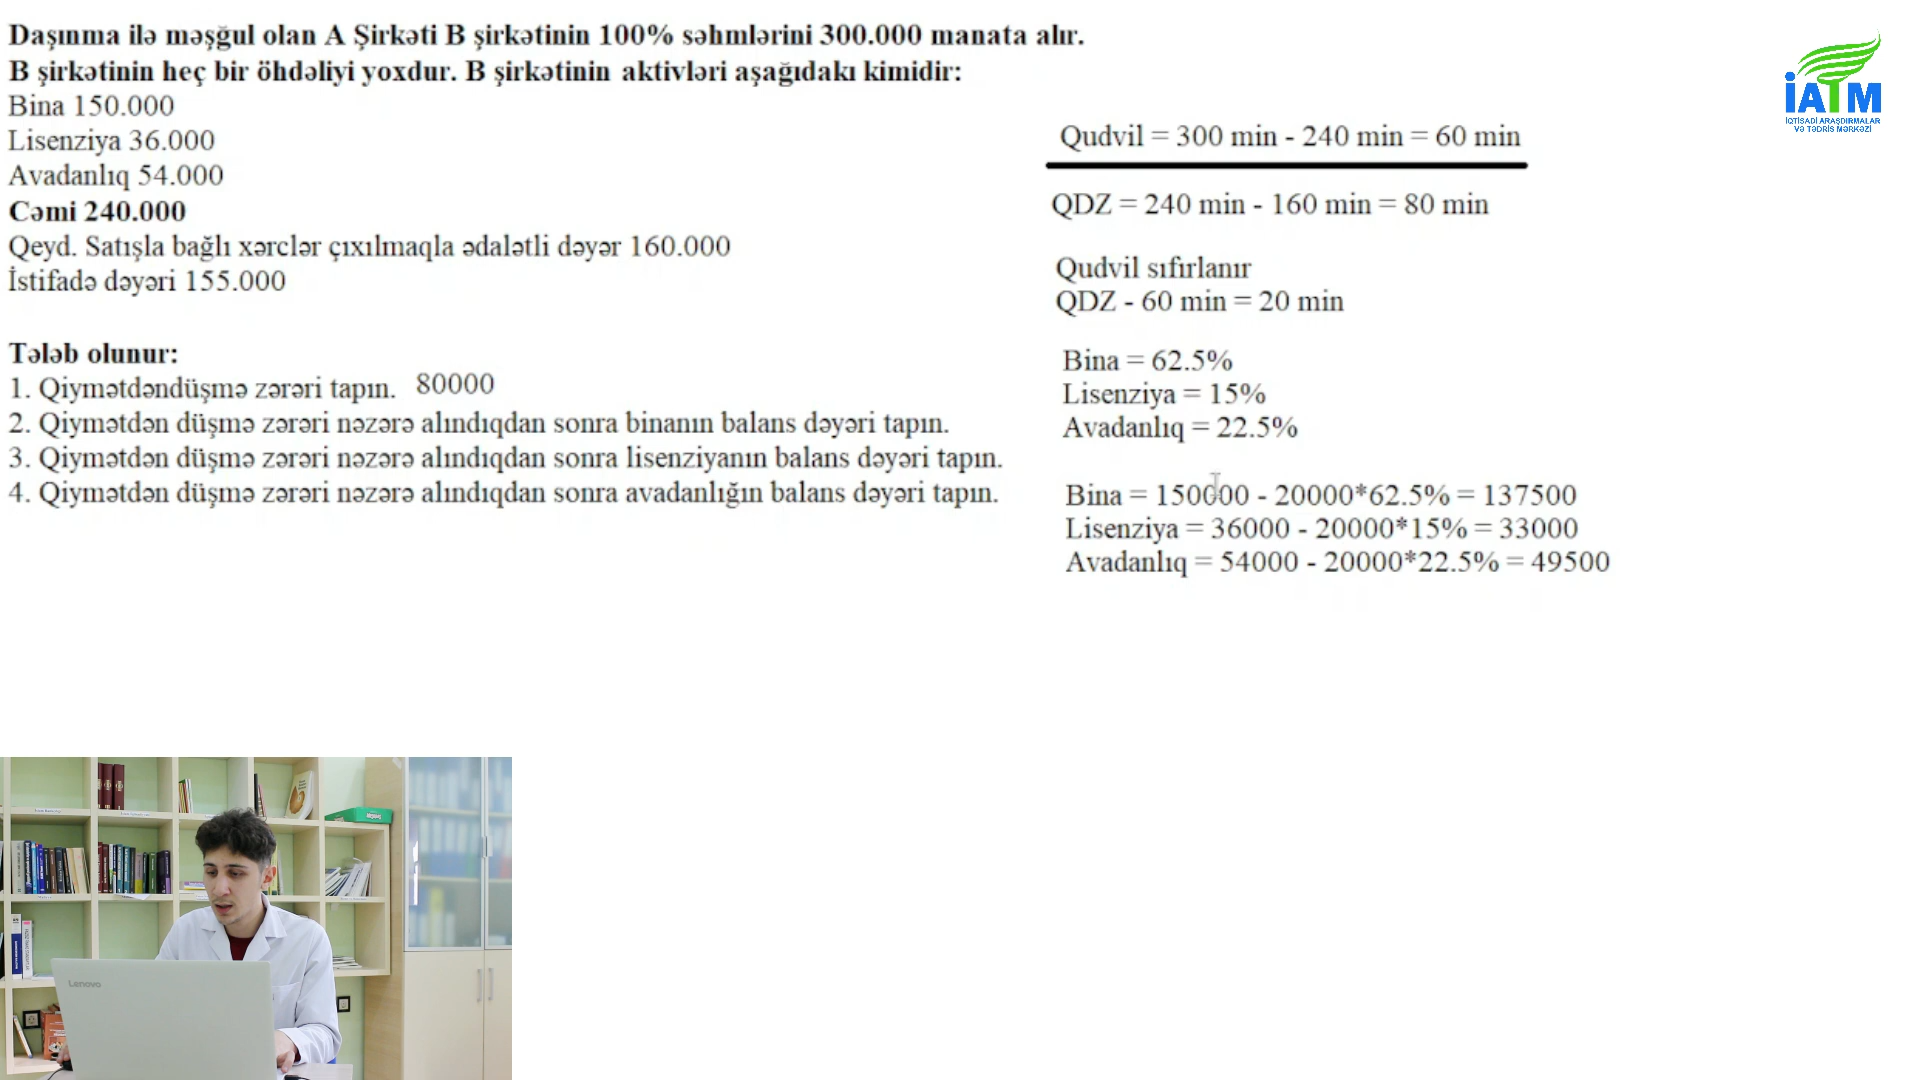 Daşınma ilə məşğul olan A Şirkəti B şirkətinin 100% səhmlərini 300.000 manata alır.
B şirkətinin heç bir öhdəliyi yoxdur. B şirkətinin aktivləri aşağıdakı kimidir:
Bina 150.000
Lisenziya 36.000
Avadanlıq 54.000
Cəmi 240.000
Qeyd. Satışla bağlı xərclər çıxılmaqla ədalətli dəyər 160.000
İstifadə dəyəri 155.000
Tələb olunur:
1. Qiymətdəndüşmə zərəri tapın. 80000
2. Qiymətdən düşmə zərəri nəzərə alındıqdan sonra binanın balans dəyəri tapın.
3. Qiymətdən düşmə zərəri nəzərə alındıqdan sonra lisenziyanın balans dəyəri tapın.
4. Qiymətdən düşmə zərəri nəzərə alındıqdan sonra avadanlığın balans dəyəri tapın.
Qudvil = 300 min - 240 min = 60 min
QDZ = 240 min - 160 min = 80 min
Qudvil sıfırlanır
QDZ - 60 min = 20 min
Bina = 62.5%
Lisenziya = 15%
Avadanlıq = 22.5%
Bina = 150000 - 20000*62.5% = 137500
Lisenziya = 36000 - 20000*15% = 33000
Avadanlıq = 54000 - 20000*22.5% = 49500
İATM
İQTİSADİ ARAŞDIRMALAR
VƏ TƏDRİS MƏRKƏZİ
Lenovo